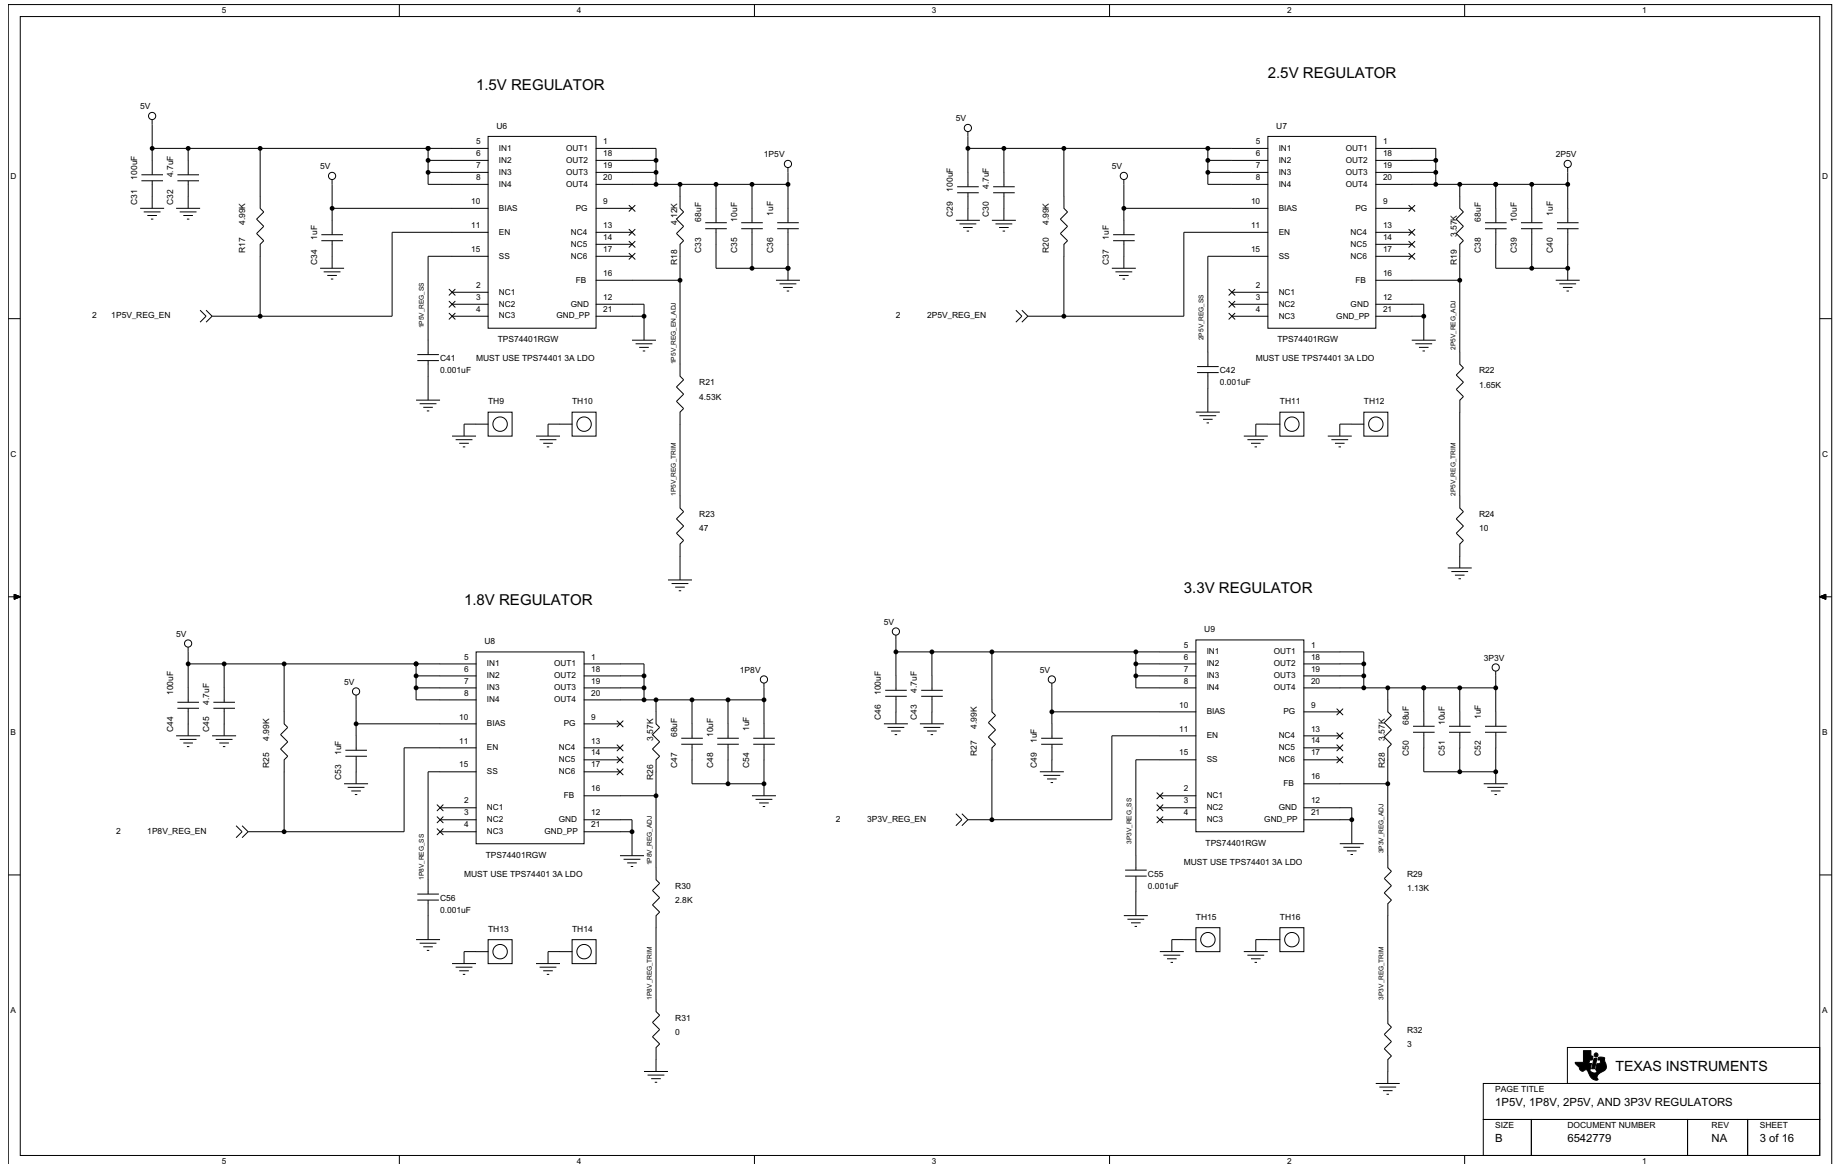 5 4 3 2 1
1.5V REGULATOR
5V
C31 100uF
C32 4.7uF
R17 4.99K
5V
C34 1uF
2 1P5V_REG_EN
U6
5 IN1
6 IN2
7 IN3
8 IN4
10 BIAS
11 EN
15 SS
2 NC1
3 NC2
4 NC3
OUT1 1
OUT2 18
OUT3 19
OUT4 20
PG 9
NC4 13
NC5 14
NC6 17
FB 16
GND 12
GND_PP 21
TPS74401RGW
MUST USE TPS74401 3A LDO
1P5V_REG_SS
C41
0.001uF
1P5V
R18 4.12K
C33 68uF
C35 10uF
C36 1uF
1P5V_REG_EN_ADJ
R21
4.53K
1P5V_REG_TRIM
R23
47
TH9
TH10
2.5V REGULATOR
5V
C29 100uF
C30 4.7uF
R20 4.99K
5V
C37 1uF
2 2P5V_REG_EN
U7
5 IN1
6 IN2
7 IN3
8 IN4
10 BIAS
11 EN
15 SS
2 NC1
3 NC2
4 NC3
OUT1 1
OUT2 18
OUT3 19
OUT4 20
PG 9
NC4 13
NC5 14
NC6 17
FB 16
GND 12
GND_PP 21
TPS74401RGW
MUST USE TPS74401 3A LDO
2P5V_REG_SS
C42
0.001uF
2P5V
R19 3.57K
C38 68uF
C39 10uF
C40 1uF
2P5V_REG_ADJ
R22
1.65K
2P5V_REG_TRIM
R24
10
TH11
TH12
1.8V REGULATOR
5V
C44 100uF
C45 4.7uF
R25 4.99K
5V
C53 1uF
2 1P8V_REG_EN
U8
5 IN1
6 IN2
7 IN3
8 IN4
10 BIAS
11 EN
15 SS
2 NC1
3 NC2
4 NC3
OUT1 1
OUT2 18
OUT3 19
OUT4 20
PG 9
NC4 13
NC5 14
NC6 17
FB 16
GND 12
GND_PP 21
TPS74401RGW
MUST USE TPS74401 3A LDO
1P8V_REG_SS
C56
0.001uF
1P8V
R26 3.57K
C47 68uF
C48 10uF
C54 1uF
1P8V_REG_ADJ
R30
2.8K
1P8V_REG_TRIM
R31
0
TH13
TH14
3.3V REGULATOR
5V
C46 100uF
C43 4.7uF
R27 4.99K
5V
C49 1uF
2 3P3V_REG_EN
U9
5 IN1
6 IN2
7 IN3
8 IN4
10 BIAS
11 EN
15 SS
2 NC1
3 NC2
4 NC3
OUT1 1
OUT2 18
OUT3 19
OUT4 20
PG 9
NC4 13
NC5 14
NC6 17
FB 16
GND 12
GND_PP 21
TPS74401RGW
MUST USE TPS74401 3A LDO
3P3V_REG_SS
C55
0.001uF
3P3V
R28 3.57K
C50 68uF
C51 10uF
C52 1uF
3P3V_REG_ADJ
R29
1.13K
3P3V_REG_TRIM
R32
3
TH15
TH16
D D
C C
B B
A A
TEXAS INSTRUMENTS
PAGE TITLE
1P5V, 1P8V, 2P5V, AND 3P3V REGULATORS
SIZE DOCUMENT NUMBER REV SHEET
B 6542779 NA 3 of 16
5 4 3 2 1